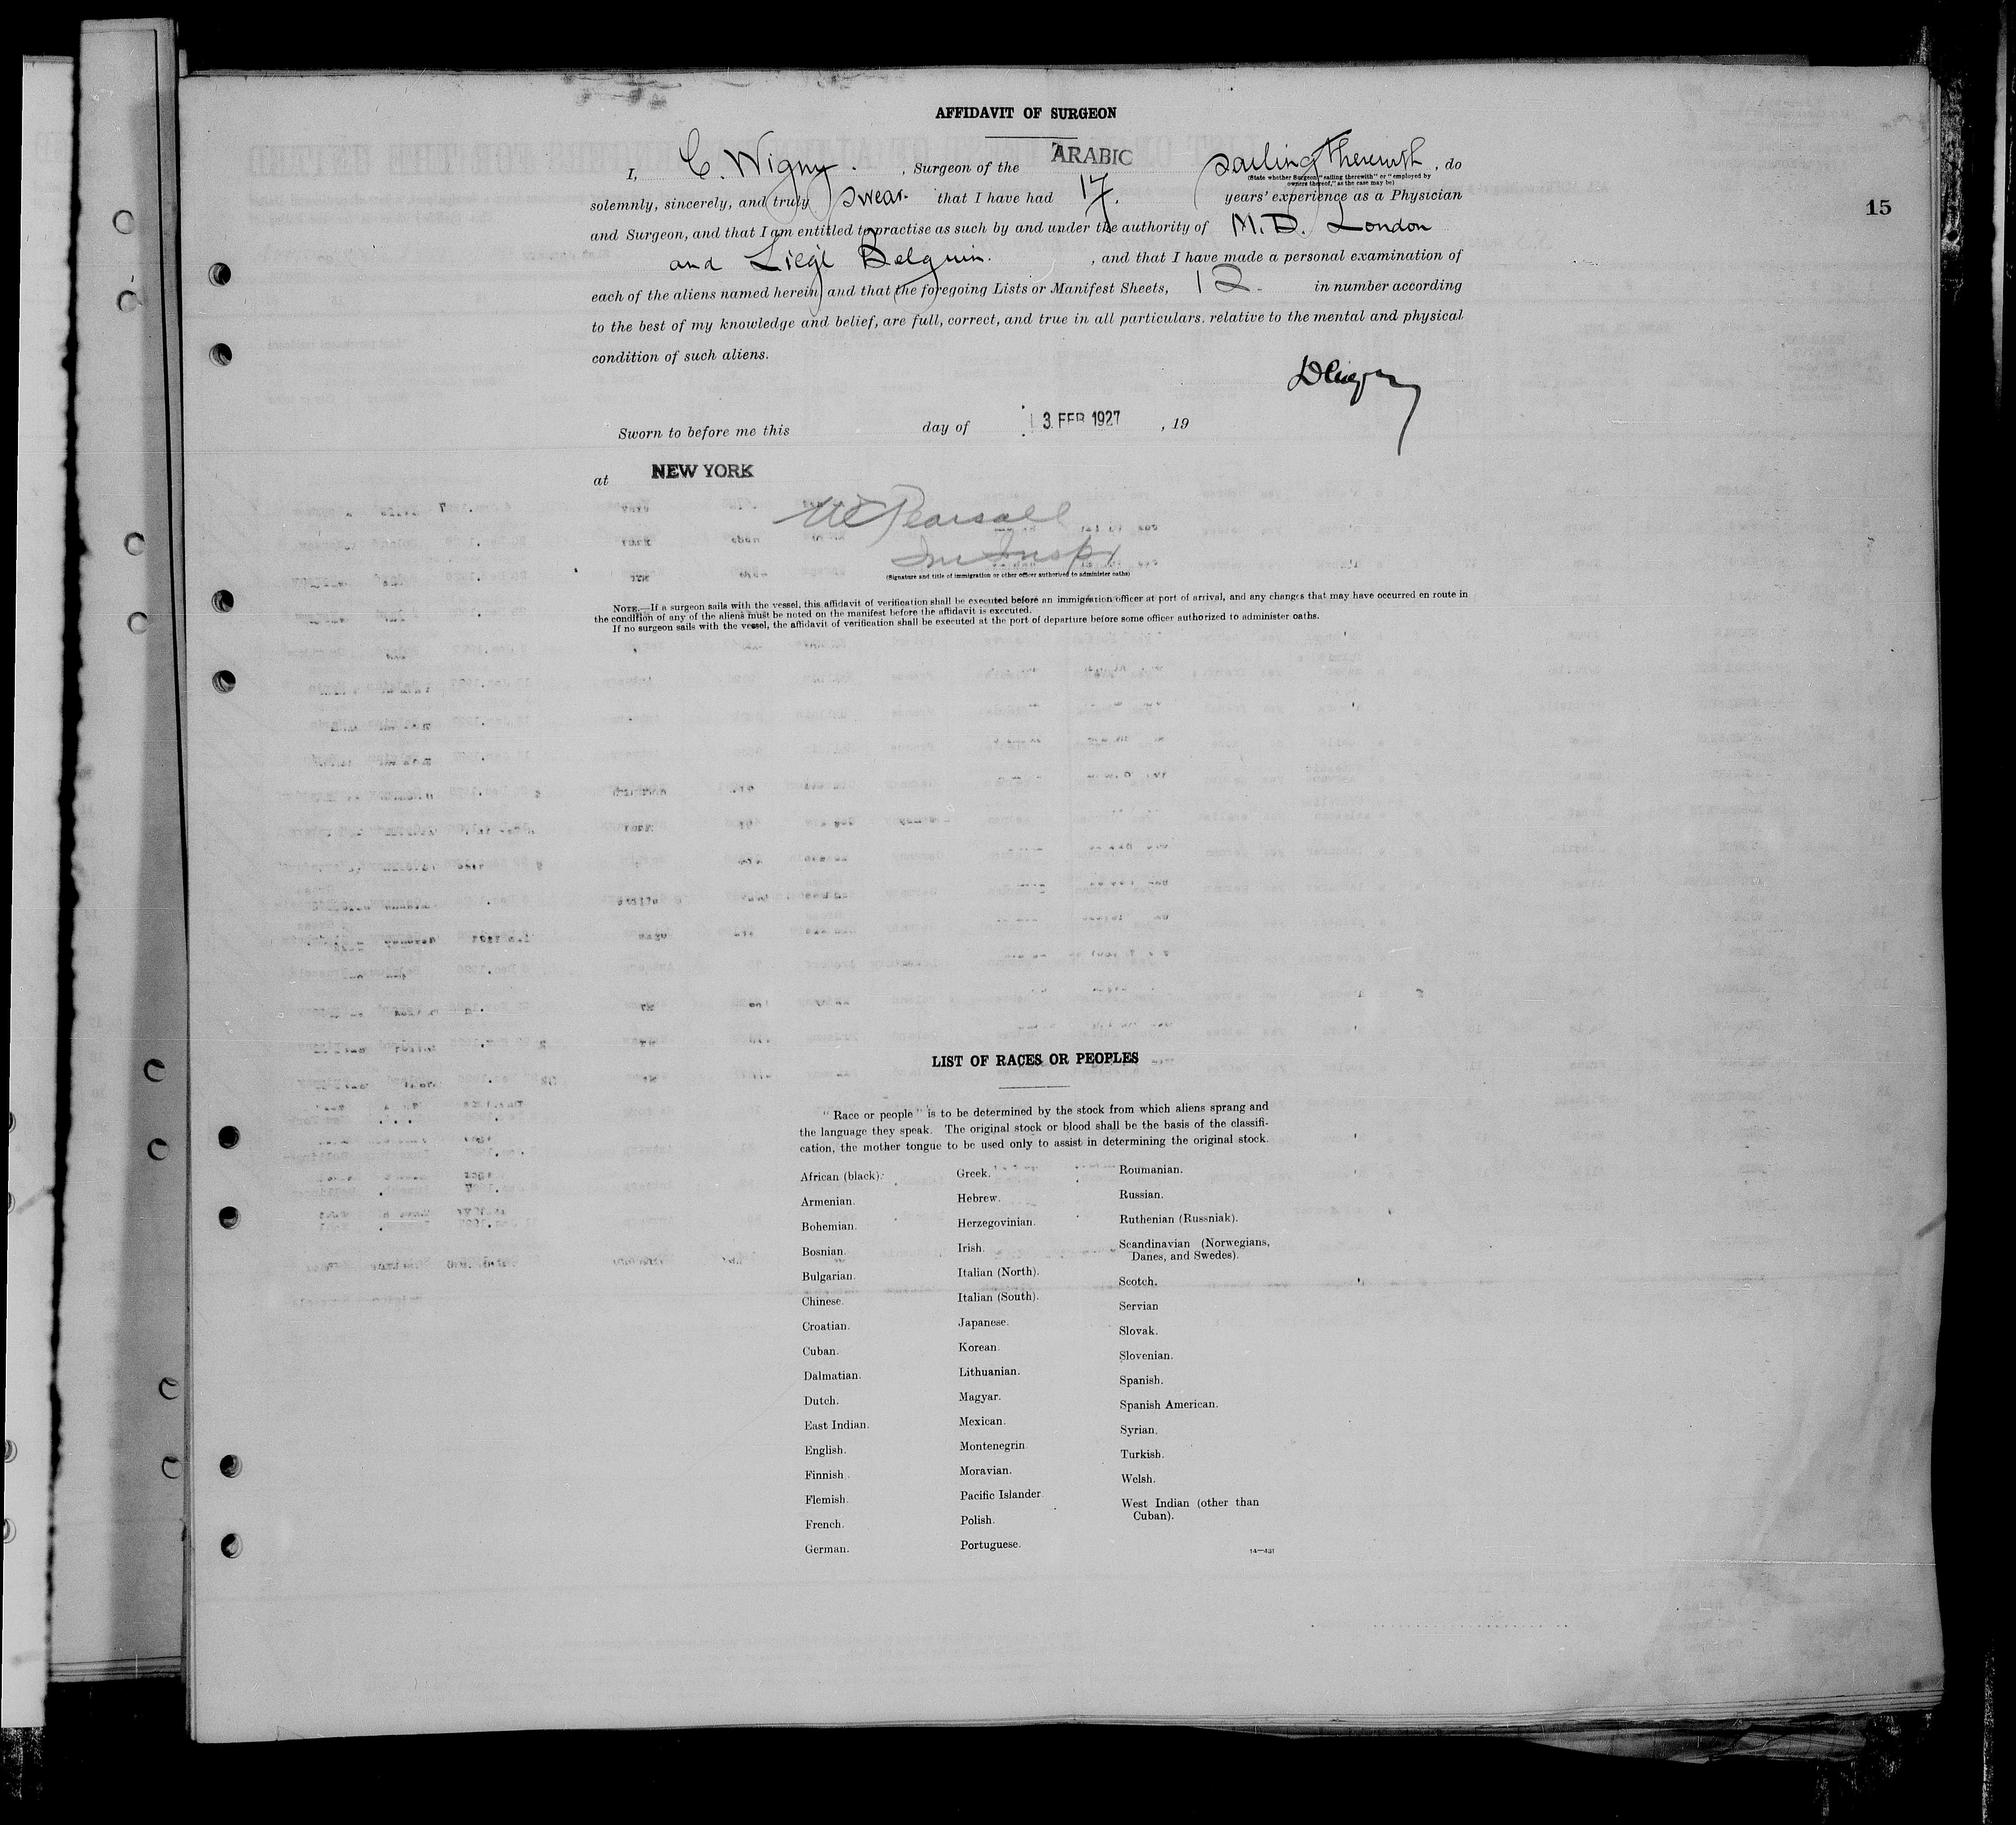 AFFIDAVIT OF SURGEON
15
I, C. Wigny. , Surgeon of the ARABIC sailing therewith , do
(State whether Surgeon "sailing therewith" or "employed by
owners thereof," as the case may be)
solemnly, sincerely, and truly swear. that I have had 17. years' experience as a Physician
and Surgeon, and that I am entitled to practise as such by and under the authority of M.D. London
and Liége Belguin. , and that I have made a personal examination of
each of the aliens named herein, and that the foregoing Lists or Manifest Sheets, 12. in number according
to the best of my knowledge and belief, are full, correct, and true in all particulars. relative to the mental and physical
condition of such aliens.
Sworn to before me this day of 13 FEB 1927 , 19
at NEW YORK
Pearsall
Im Insp
(Signature and title of immigration or other officer authorized to administer oaths)
NOTE.—If a surgeon sails with the vessel, this affidavit of verification shall be executed before an immigration officer at port of arrival, and any changes that may have occurred en route in
the condition of any of the aliens must be noted on the manifest before the affidavit is executed.
If no surgeon sails with the vessel, the affidavit of verification shall be executed at the port of departure before some officer authorized to administer oaths.
LIST OF RACES OR PEOPLES
"Race or people" is to be determined by the stock from which aliens sprang and
the language they speak. The original stock or blood shall be the basis of the classifi-
cation, the mother tongue to be used only to assist in determining the original stock.
African (black).
Armenian.
Bohemian.
Bosnian.
Bulgarian.
Chinese.
Croatian.
Cuban.
Dalmatian.
Dutch.
East Indian.
English.
Finnish.
Flemish.
French.
German.
Greek.
Hebrew.
Herzegovinian.
Irish.
Italian (North).
Italian (South).
Japanese.
Korean.
Lithuanian.
Magyar.
Mexican.
Montenegrin.
Moravian.
Pacific Islander.
Polish.
Portuguese.
Roumanian.
Russian.
Ruthenian (Russniak).
Scandinavian (Norwegians,
Danes, and Swedes).
Scotch.
Servian
Slovak.
Slovenian.
Spanish.
Spanish American.
Syrian.
Turkish.
Welsh.
West Indian (other than
Cuban).
14—431